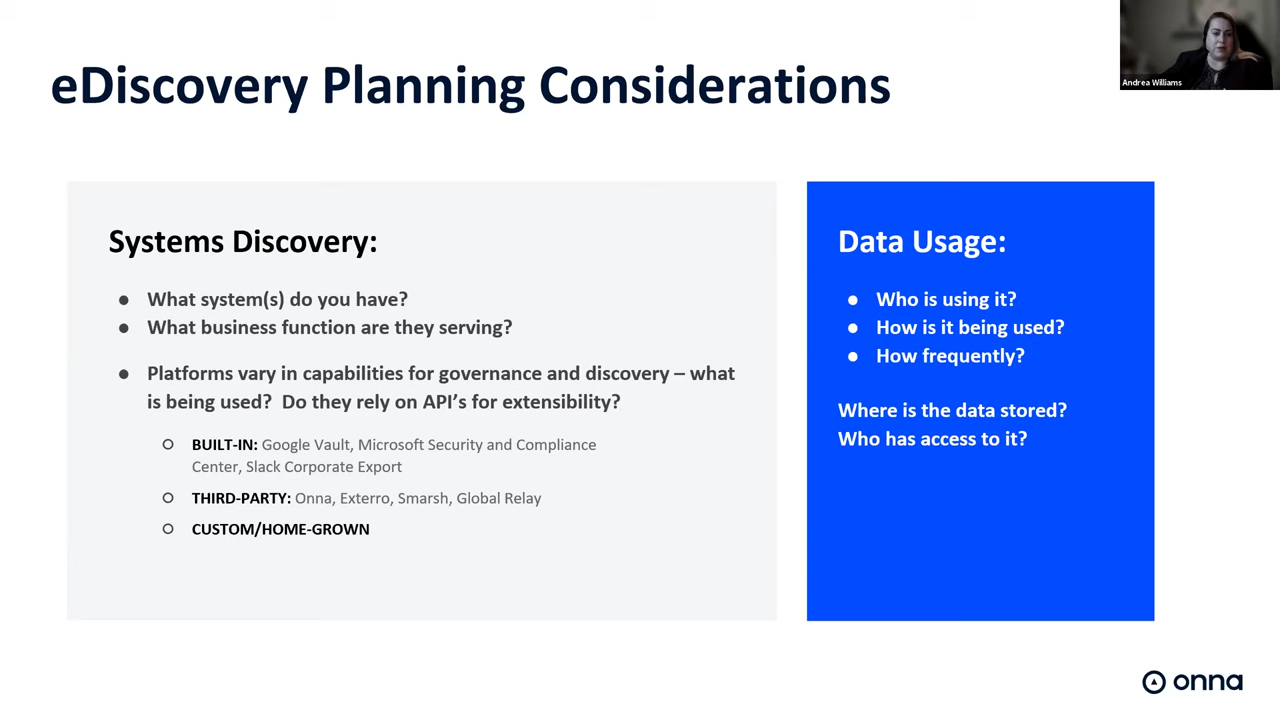 eDiscovery Planning Considerations
Andrea Williams
Systems Discovery:
● What system(s) do you have?
● What business function are they serving?
● Platforms vary in capabilities for governance and discovery – what
is being used?  Do they rely on API’s for extensibility?
○ BUILT-IN: Google Vault, Microsoft Security and Compliance
Center, Slack Corporate Export
○ THIRD-PARTY: Onna, Exterro, Smarsh, Global Relay
○ CUSTOM/HOME-GROWN
Data Usage:
● Who is using it?
● How is it being used?
● How frequently?
Where is the data stored?
Who has access to it?
onna